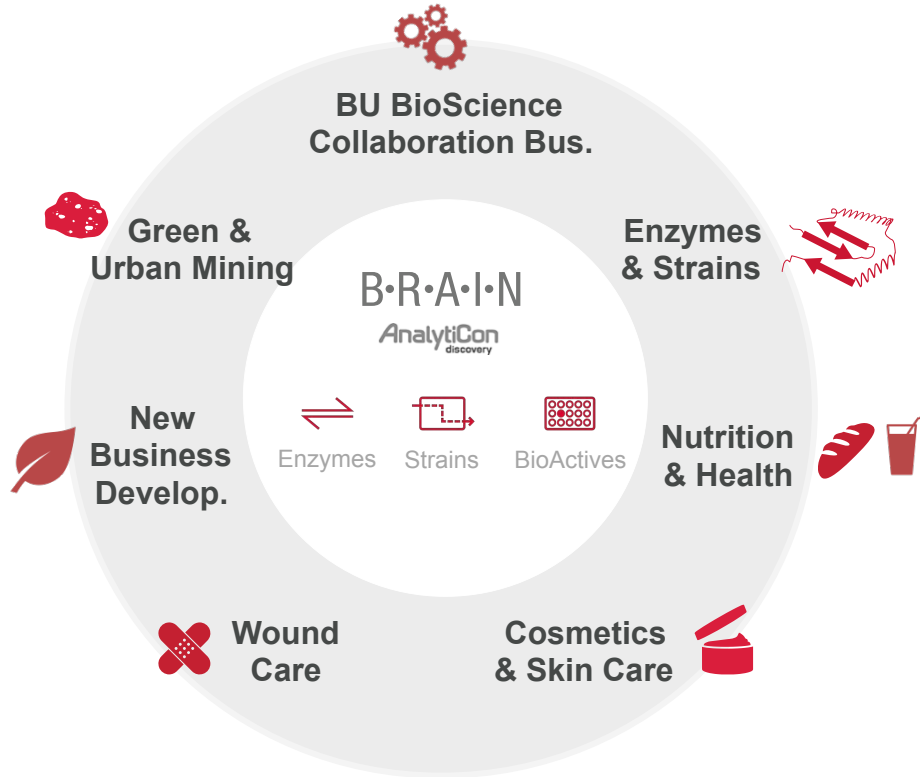 BU BioScience
Collaboration Bus.
Green &
Urban Mining
Enzymes
& Strains
B·R·A·I·N
AnalytiCon
discovery
Enzymes
Strains
BioActives
New
Business
Develop.
Nutrition
& Health
Wound
Care
Cosmetics
& Skin Care